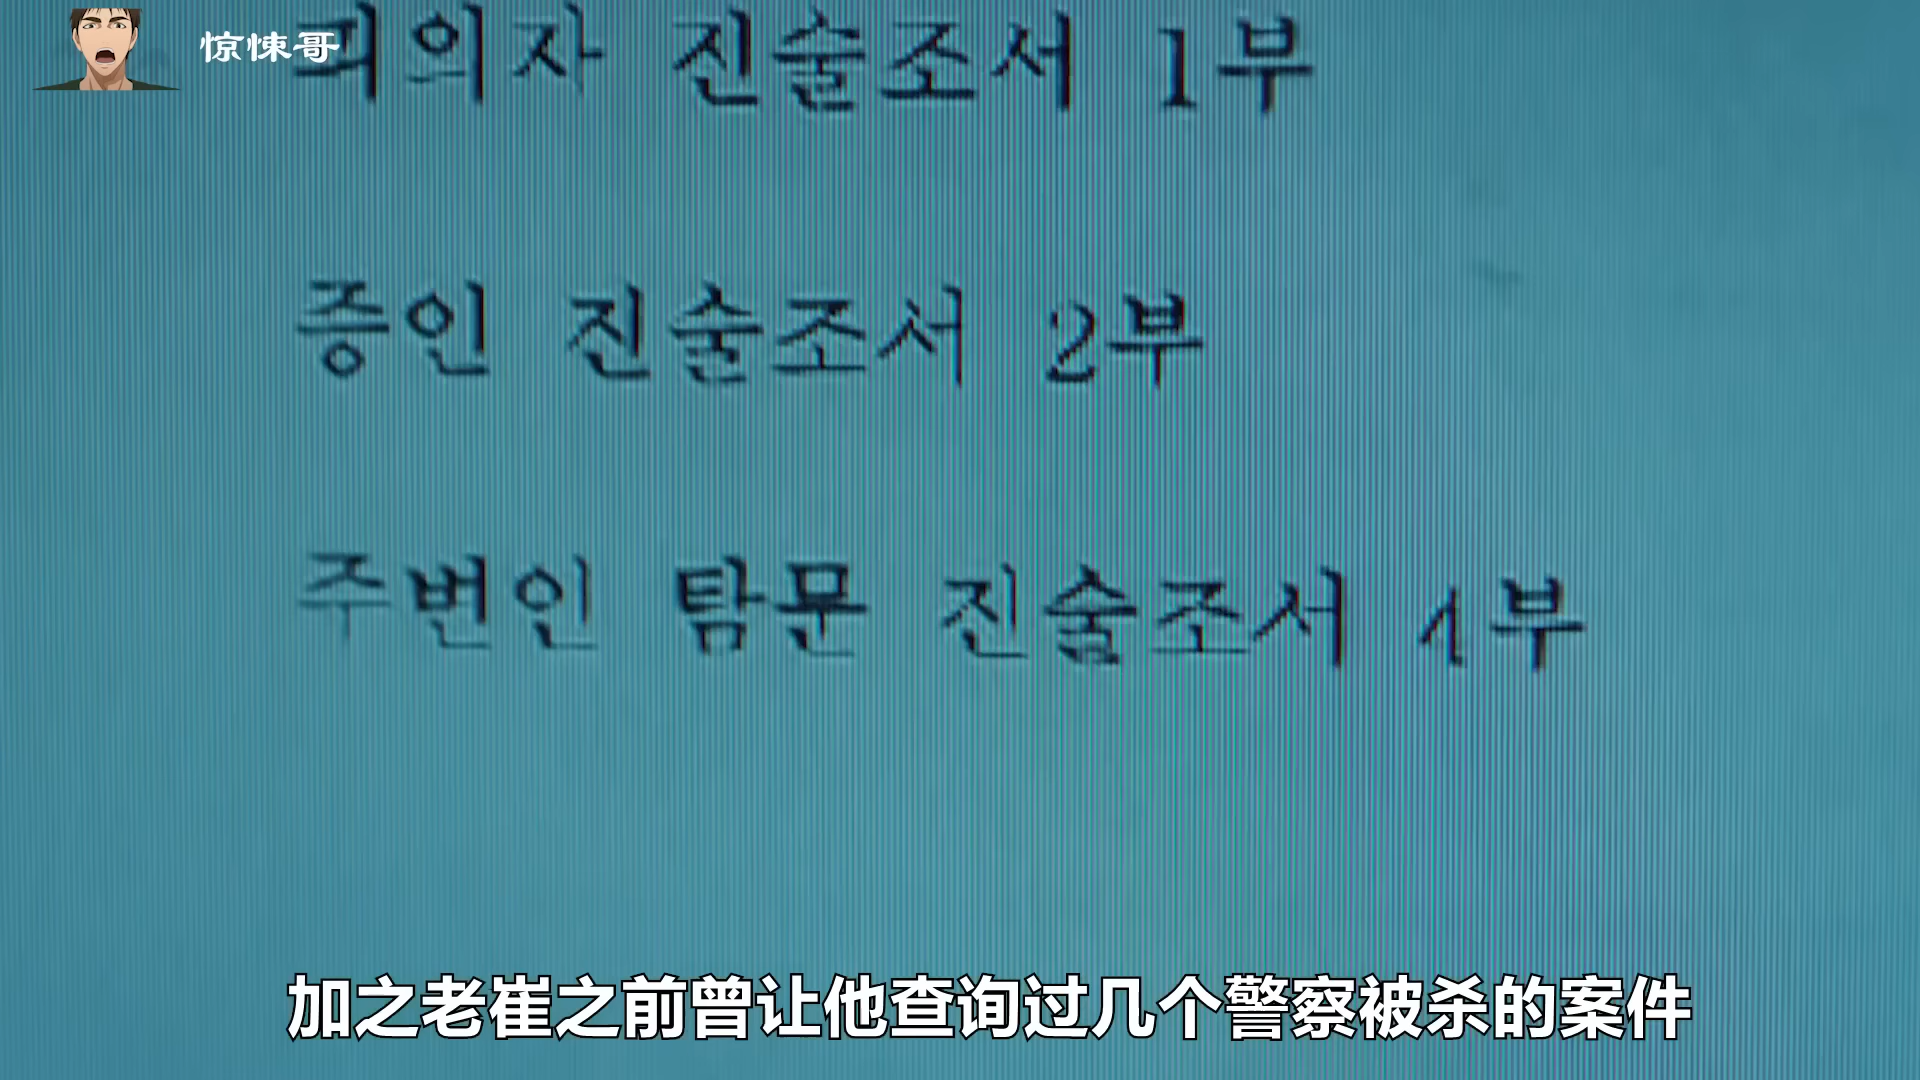 惊悚哥
피의자 진술조서 1부
증인 진술조서 2부
주변인 탐문 진술조서 4부
加之老崔之前曾让他查询过几个警察被杀的案件